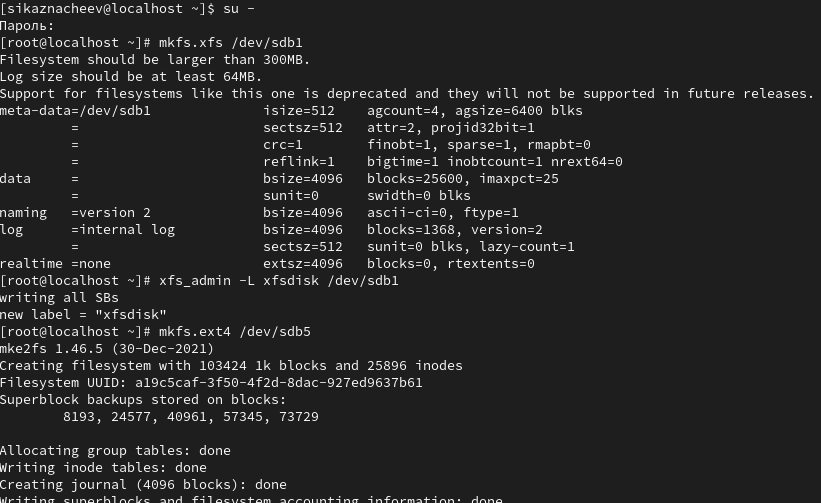 [sikaznacheev@localhost ~]$ su -
Пароль:
[root@localhost ~]# mkfs.xfs /dev/sdb1
Filesystem should be larger than 300MB.
Log size should be at least 64MB.
Support for filesystems like this one is deprecated and they will not be supported in future releases.
meta-data=/dev/sdb1              isize=512    agcount=4, agsize=6400 blks
         =                       sectsz=512   attr=2, projid32bit=1
         =                       crc=1        finobt=1, sparse=1, rmapbt=0
         =                       reflink=1    bigtime=1 inobtcount=1 nrext64=0
data     =                       bsize=4096   blocks=25600, imaxpct=25
         =                       sunit=0      swidth=0 blks
naming   =version 2              bsize=4096   ascii-ci=0, ftype=1
log      =internal log           bsize=4096   blocks=1368, version=2
         =                       sectsz=512   sunit=0 blks, lazy-count=1
realtime =none                   extsz=4096   blocks=0, rtextents=0
[root@localhost ~]# xfs_admin -L xfsdisk /dev/sdb1
writing all SBs
new label = "xfsdisk"
[root@localhost ~]# mkfs.ext4 /dev/sdb5
mke2fs 1.46.5 (30-Dec-2021)
Creating filesystem with 103424 1k blocks and 25896 inodes
Filesystem UUID: a19c5caf-3f50-4f2d-8dac-927ed9637b61
Superblock backups stored on blocks:
        8193, 24577, 40961, 57345, 73729

Allocating group tables: done
Writing inode tables: done
Creating journal (4096 blocks): done
Writing superblocks and filesystem accounting information: done